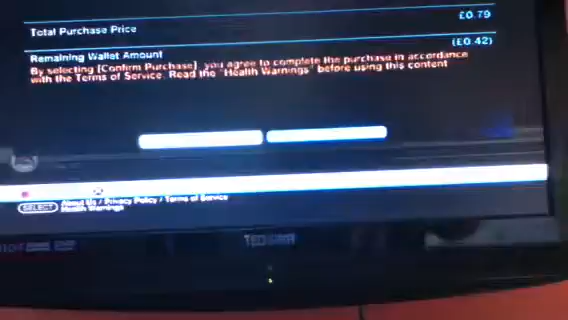 £0.79
Total Purchase Price
(£0.42)
Remaining Wallet Amount
By selecting [Confirm Purchase], you agree to complete the purchase in accordance
with the Terms of Service. Read the "Health Warnings" before using this content
SELECT About Us / Privacy Policy / Terms of Service
Health Warnings